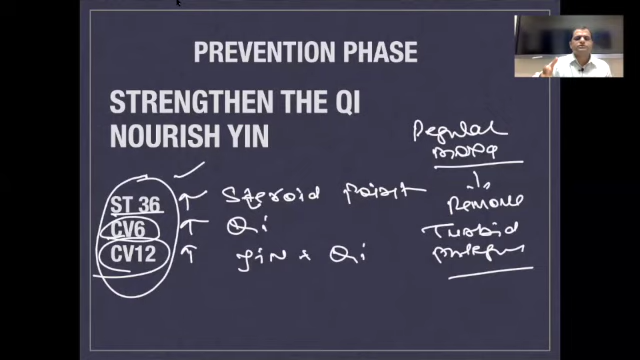 PREVENTION PHASE
STRENGTHEN THE QI
NOURISH YIN
Regular
moxa
Remove
Turbid
ST 36 ↑ Steroid Point
CV6 ↑ Qi
CV12 ↑ Yin & Qi